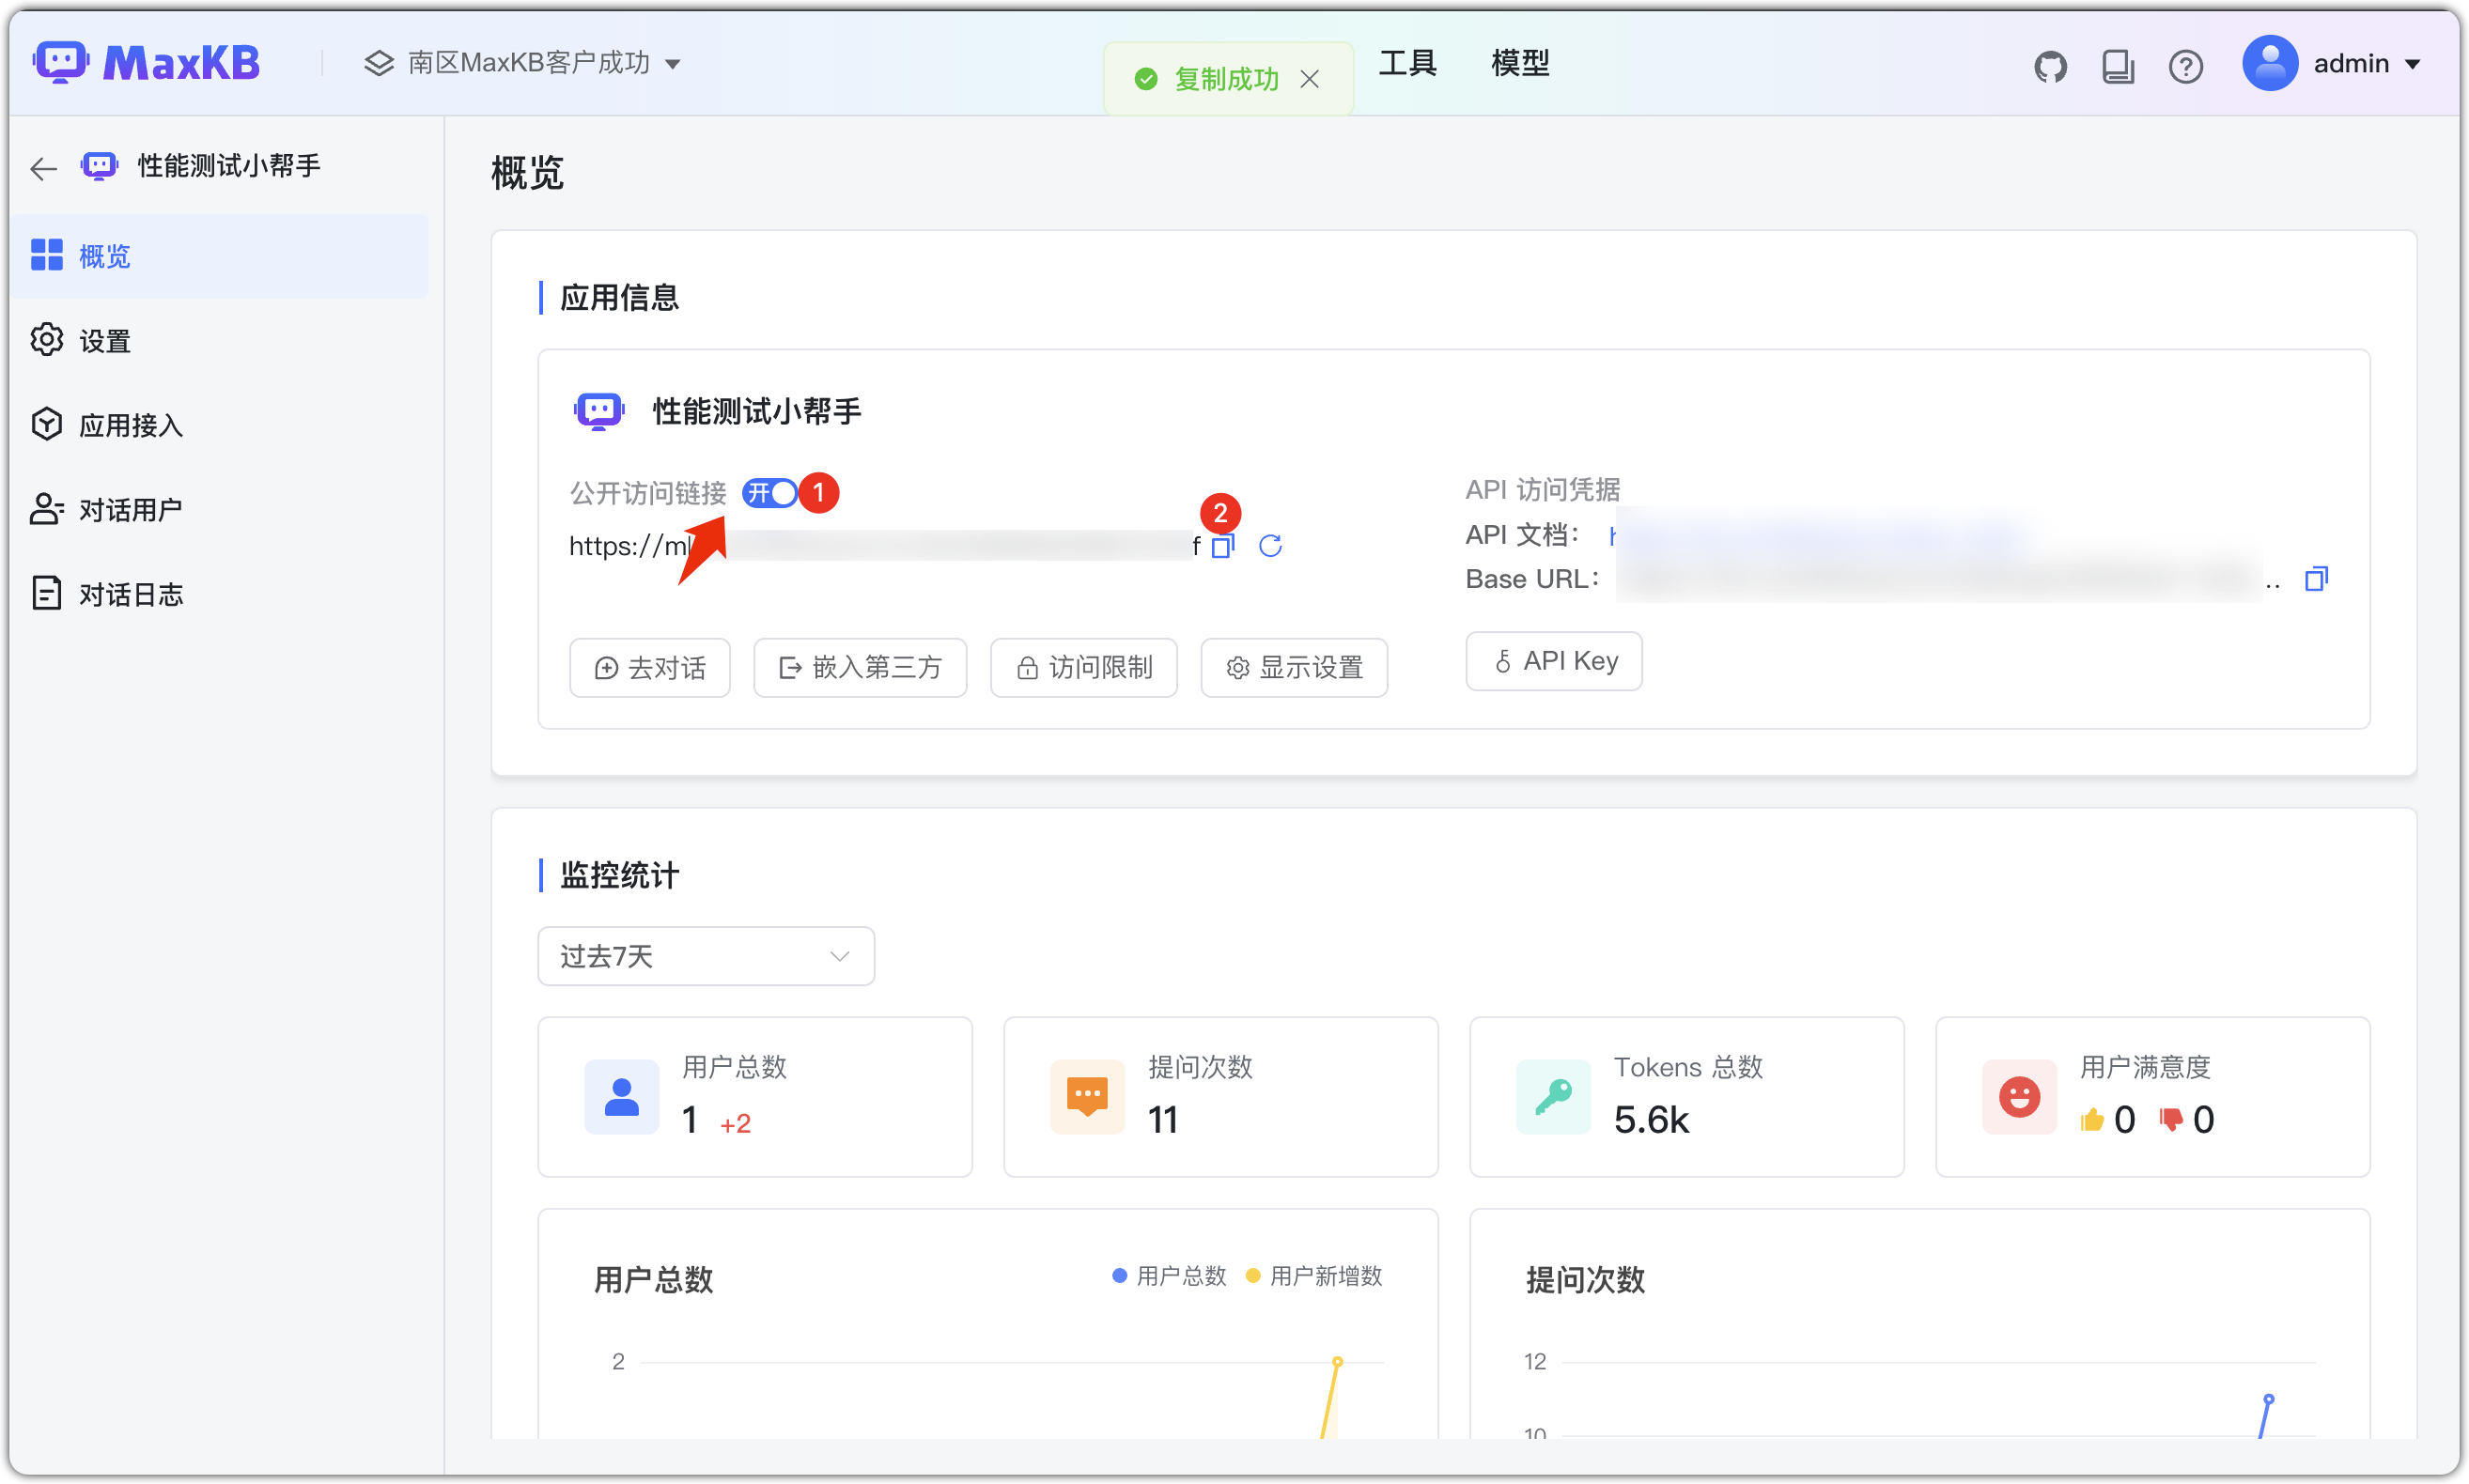 MaxKB
南区MaxKB客户成功
复制成功
工具
模型
admin
性能测试小帮手
概览
设置
应用接入
对话用户
对话日志
概览
应用信息
性能测试小帮手
公开访问链接 开 1
2
https://ml
f
API 访问凭据
API 文档：
Base URL：
..
去对话
嵌入第三方
访问限制
显示设置
API Key
监控统计
过去7天
用户总数
1 +2
提问次数
11
Tokens 总数
5.6k
用户满意度
0 0
用户总数
用户总数 用户新增数
2
提问次数
12
10